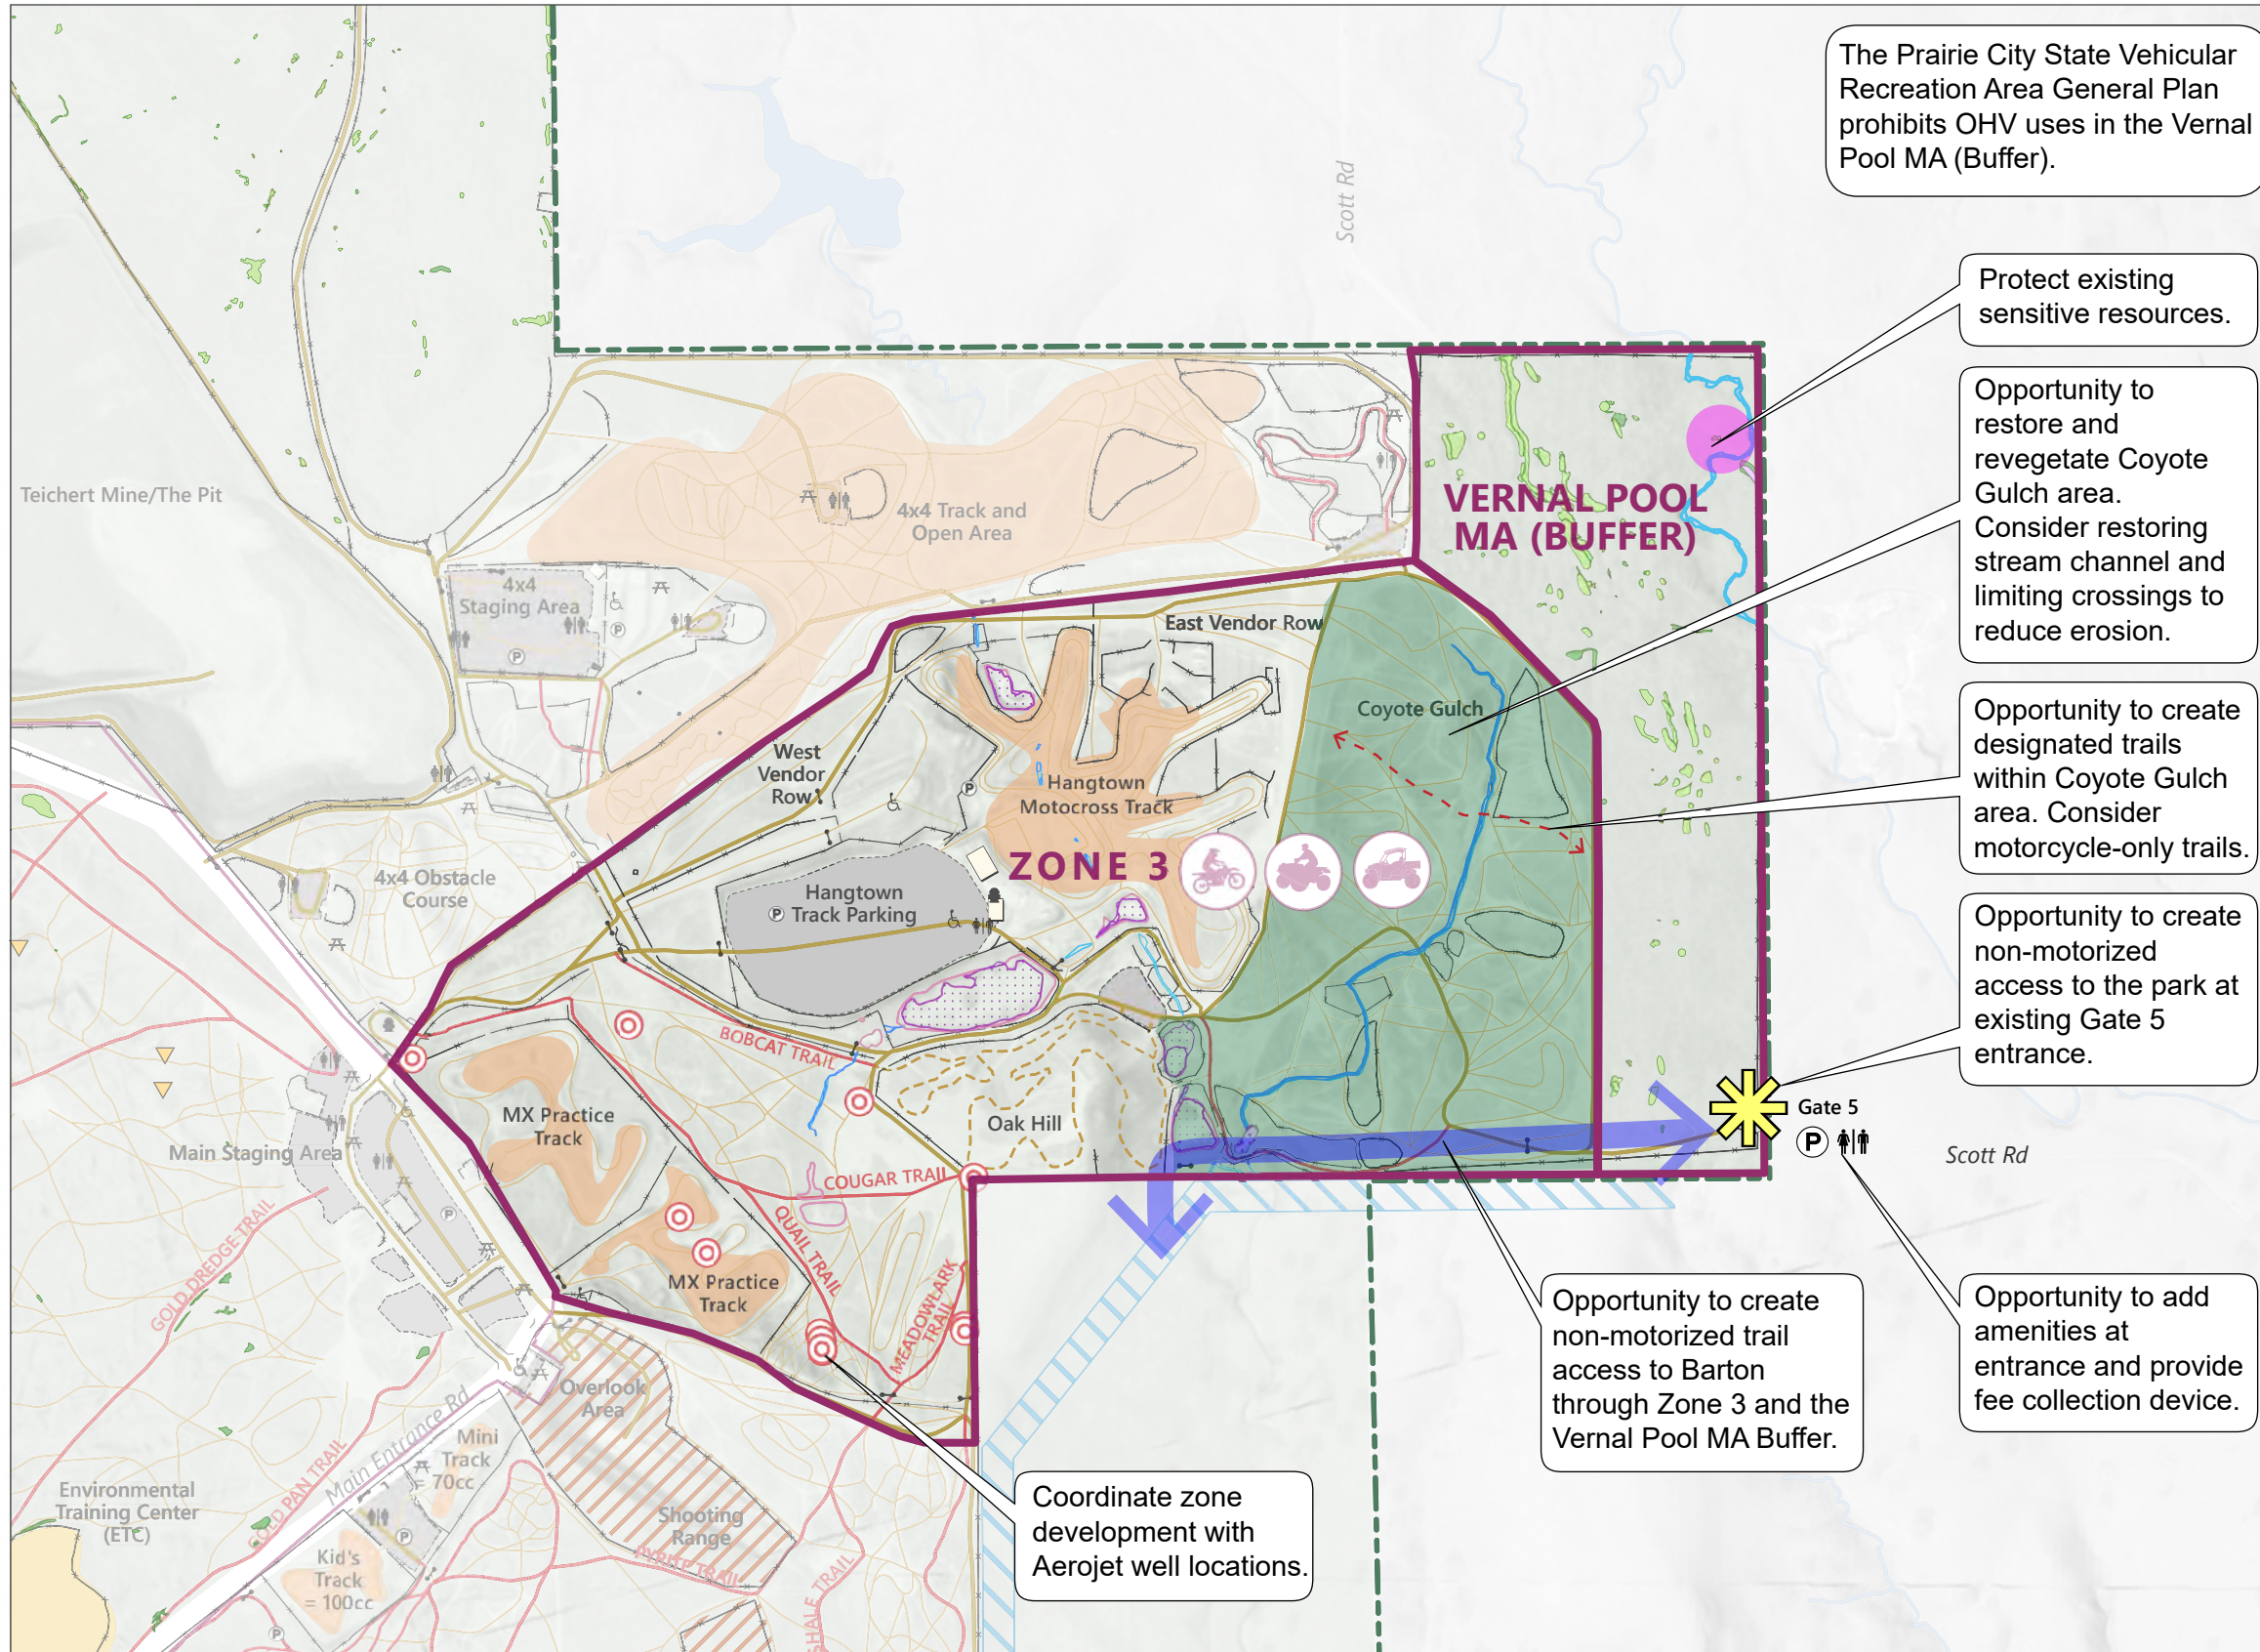 The Prairie City State Vehicular
Recreation Area General Plan
prohibits OHV uses in the Vernal
Pool MA (Buffer).
Scott Rd
Protect existing
sensitive resources.
Opportunity to
restore and
revegetate Coyote
Gulch area.
Consider restoring
stream channel and
limiting crossings to
reduce erosion.
Teichert Mine/The Pit
4x4 Track and
Open Area
VERNAL POOL
MA (BUFFER)
4x4
Staging Area
P
P
East Vendor Row
Coyote Gulch
Opportunity to create
designated trails
within Coyote Gulch
area. Consider
motorcycle-only trails.
West
Vendor
Row
P
Hangtown
Motocross Track
ZONE 3
4x4 Obstacle
Course
Hangtown
P Track Parking
Opportunity to create
non-motorized
access to the park at
existing Gate 5
entrance.
BOBCAT TRAIL
MX Practice
Track
Oak Hill
Gate 5
P
Scott Rd
Main Staging Area
COUGAR TRAIL
P
QUAIL TRAIL
GOLD DREDGE TRAIL
MX Practice
Track
MEADOWLARK
TRAIL
Opportunity to create
non-motorized trail
access to Barton
through Zone 3 and the
Vernal Pool MA Buffer.
Opportunity to add
amenities at
entrance and provide
fee collection device.
Overlook
Area
Main Entrance Rd
Mini
Track
= 70cc
GOLD PAN TRAIL
Environmental
Training Center
(ETC)
P
Shooting
Range
Coordinate zone
development with
Aerojet well locations.
PYRITE TRAIL
Kid's
Track
= 100cc
SHALE TRAIL
P